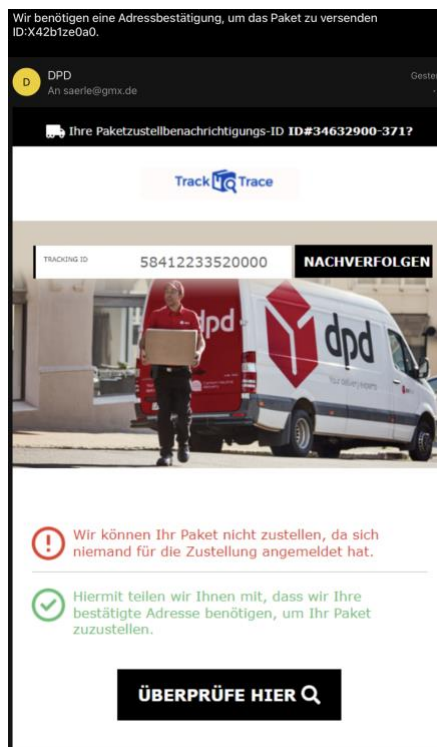 Wir benötigen eine Adressbestätigung, um das Paket zu versenden
ID:X42b1ze0a0.
D
DPD
An saerle@gmx.de
Ihre Paketzustellbenachrichtigungs-ID ID#34632900-371?
Track Trace
TRACKING ID
58412233520000
NACHVERFOLGEN
dpd
dpd
Your delivery experts
Wir können Ihr Paket nicht zustellen, da sich
niemand für die Zustellung angemeldet hat.
Hiermit teilen wir Ihnen mit, dass wir Ihre
bestätigte Adresse benötigen, um Ihr Paket
zuzustellen.
ÜBERPRÜFE HIER